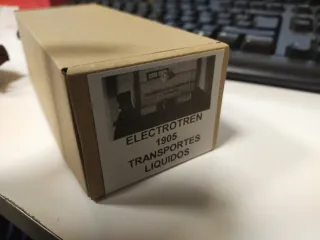 ELECTROTREN
1905
TRANSPORTES
LIQUIDOS